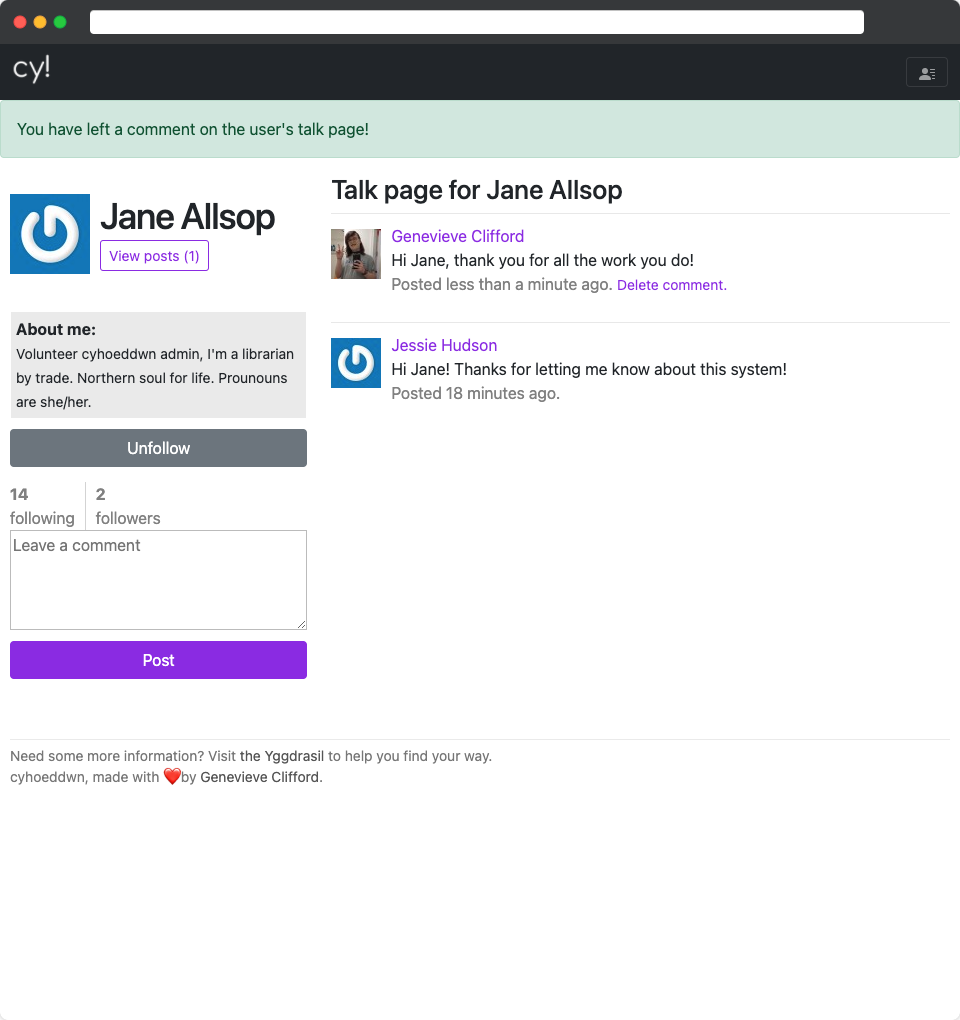 cy!
You have left a comment on the user's talk page!
Jane Allsop
View posts (1)
About me:
Volunteer cyhoeddwn admin, I'm a librarian
by trade. Northern soul for life. Prounouns
are she/her.
Unfollow
14
following
2
followers
Leave a comment
Post
Talk page for Jane Allsop
Genevieve Clifford
Hi Jane, thank you for all the work you do!
Posted less than a minute ago. Delete comment.
Jessie Hudson
Hi Jane! Thanks for letting me know about this system!
Posted 18 minutes ago.
Need some more information? Visit the Yggdrasil to help you find your way.
cyhoeddwn, made with ❤️by Genevieve Clifford.